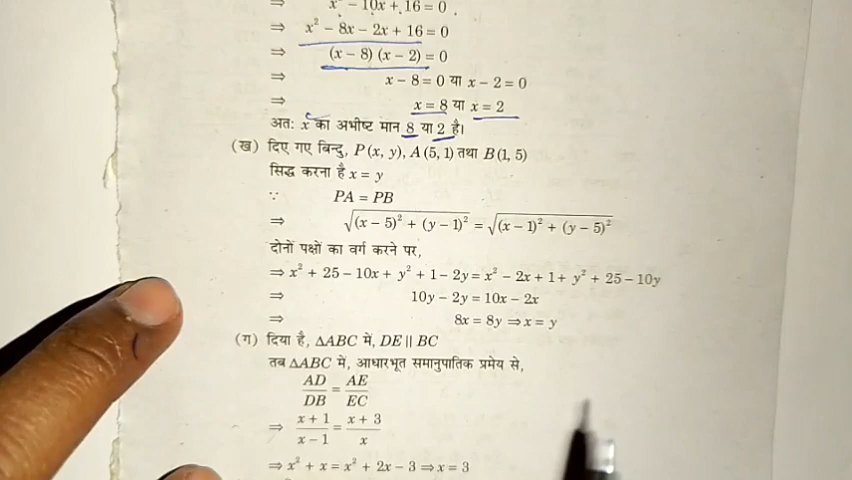 ⇒ x² − 10x + 16 = 0
⇒ x² − 8x − 2x + 16 = 0
⇒ (x − 8) (x − 2) = 0
⇒ x − 8 = 0 या x − 2 = 0
⇒ x = 8 या x = 2
अतः x का अभीष्ट मान 8 या 2 है।
(ख) दिए गए बिन्दु, P(x, y), A(5, 1) तथा B(1, 5)
सिद्ध करना है x = y
∵ PA = PB
⇒ √(x − 5)² + (y − 1)² = √(x − 1)² + (y − 5)²
दोनों पक्षों का वर्ग करने पर,
⇒ x² + 25 − 10x + y² + 1 − 2y = x² − 2x + 1 + y² + 25 − 10y
⇒ 10y − 2y = 10x − 2x
⇒ 8x = 8y ⇒ x = y
(ग) दिया है, ΔABC में, DE || BC
तब ΔABC में, आधारभूत समानुपातिक प्रमेय से,
AD/DB = AE/EC
⇒ x + 1/x − 1 = x + 3/x
⇒ x² + x = x² + 2x − 3 ⇒ x = 3